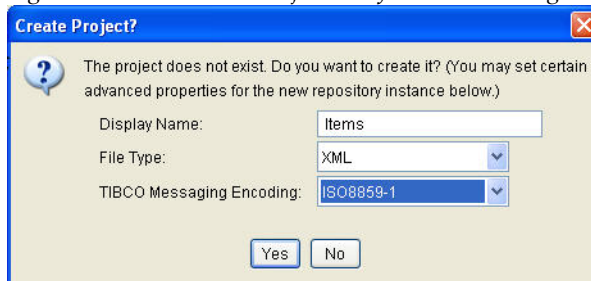 Create Project?
The project does not exist. Do you want to create it? (You may set certain
advanced properties for the new repository instance below.)
Display Name: Items
File Type: XML
TIBCO Messaging Encoding: ISO8859-1
Yes No